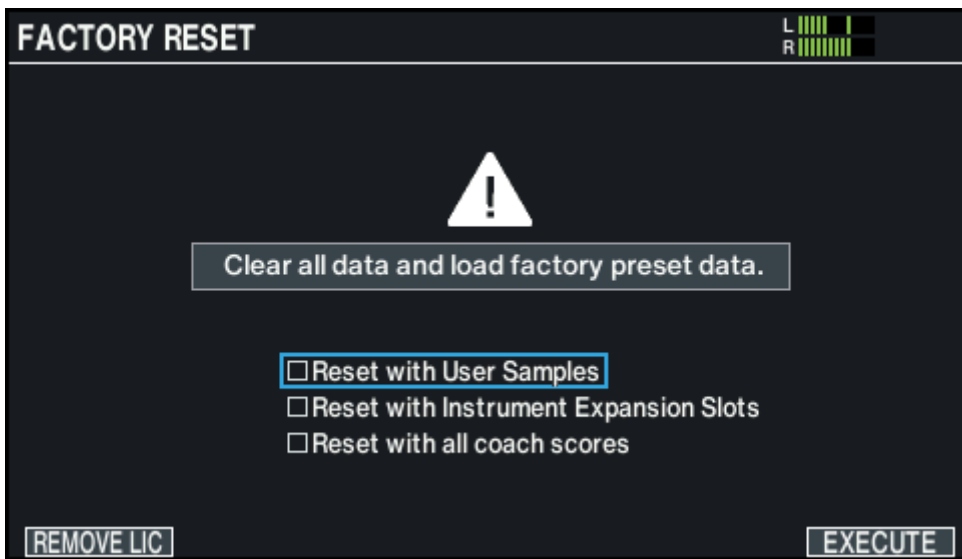 FACTORY RESET
L
R
!
Clear all data and load factory preset data.
Reset with User Samples
Reset with Instrument Expansion Slots
Reset with all coach scores
REMOVE LIC
EXECUTE